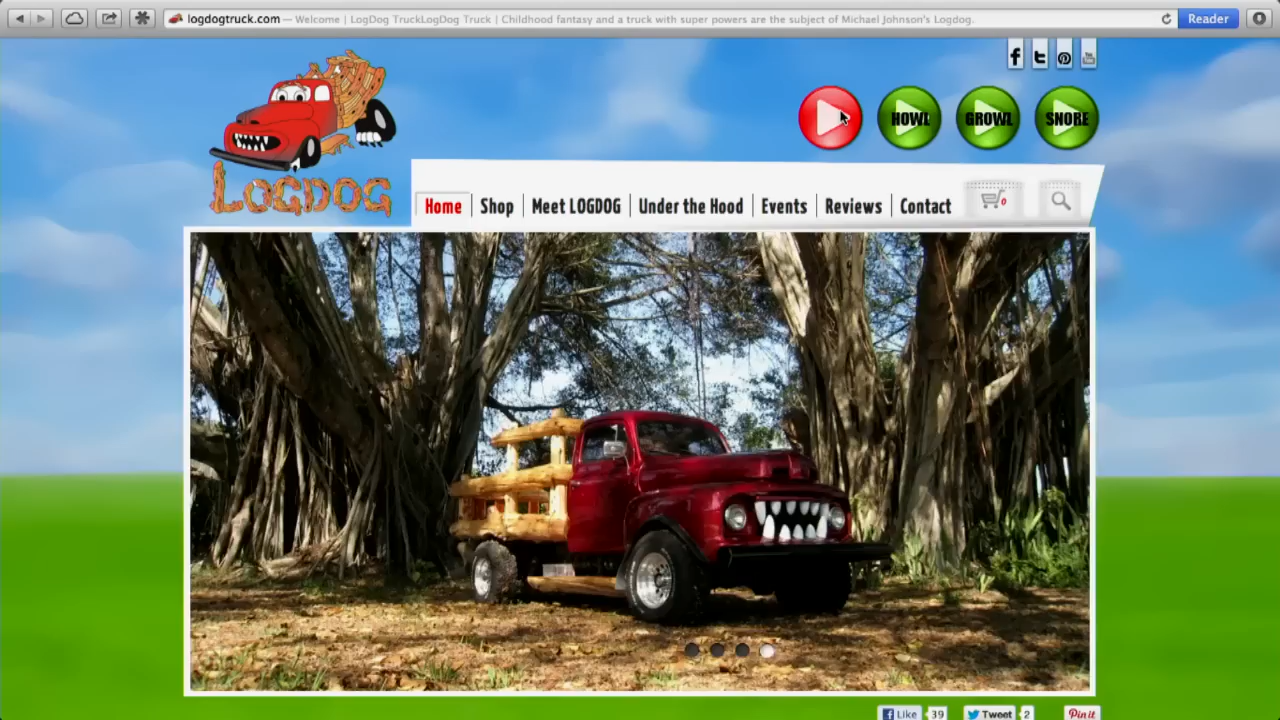 logdogtruck.com — Welcome | LogDog TruckLogDog Truck | Childhood fantasy and a truck with super powers are the subject of Michael Johnson's Logdog.
Reader
HOWL GROWL SNORE
LOGDOG
Home Shop Meet LOGDOG Under the Hood Events Reviews Contact 0
Like 39 Tweet 2 Pin it